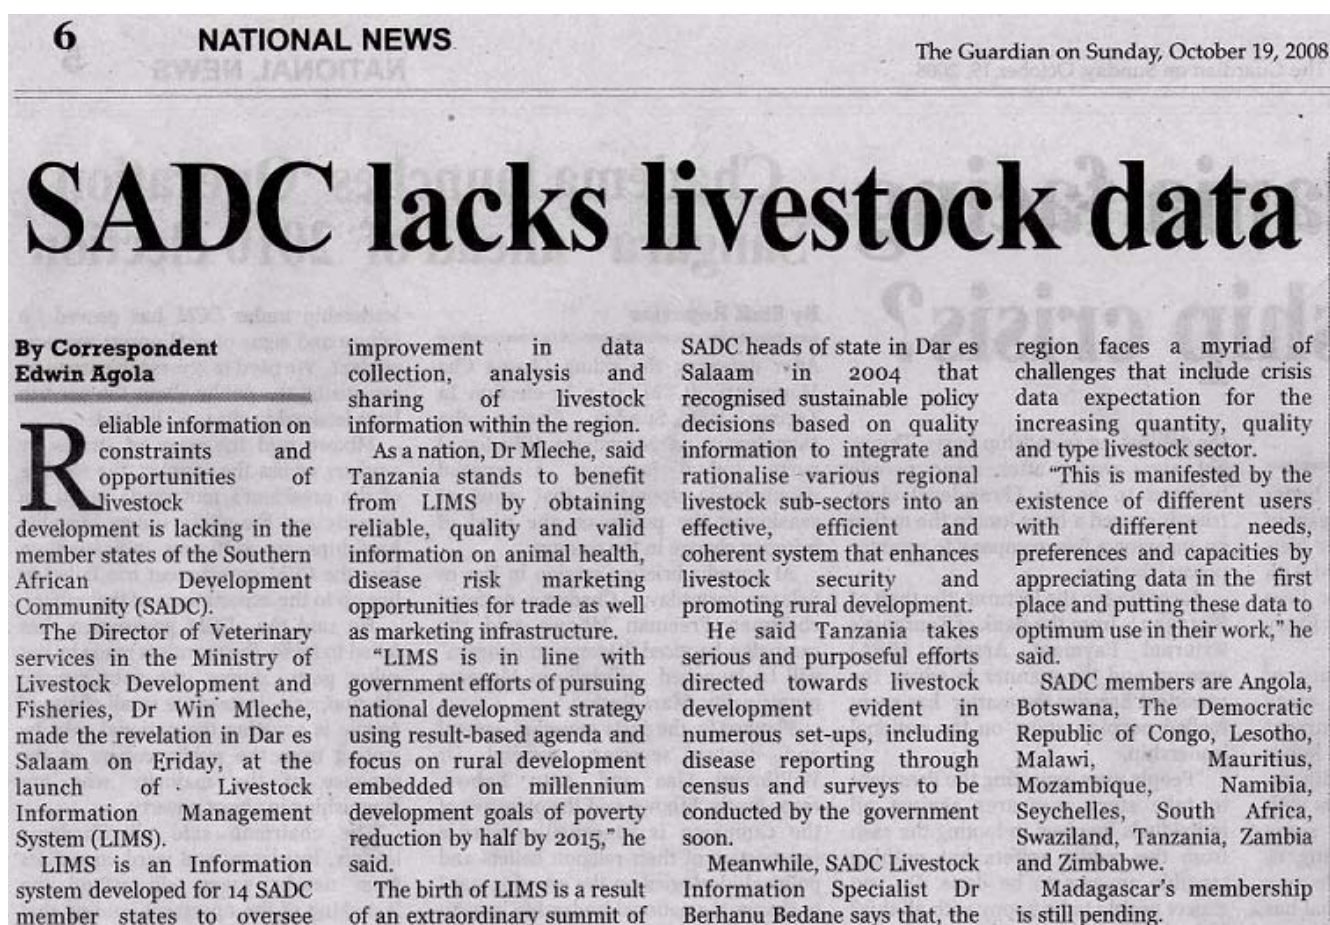 6
NATIONAL NEWS
The Guardian on Sunday, October 19, 2008
SADC lacks livestock data
By Correspondent
Edwin Agola
Reliable information on
constraints and
opportunities of
livestock
development is lacking in the
member states of the Southern
African Development
Community (SADC).
The Director of Veterinary
services in the Ministry of
Livestock Development and
Fisheries, Dr Win Mleche,
made the revelation in Dar es
Salaam on Friday, at the
launch of Livestock
Information Management
System (LIMS).
LIMS is an Information
system developed for 14 SADC
member states to oversee
improvement in data
collection, analysis and
sharing of livestock
information within the region.
As a nation, Dr Mleche, said
Tanzania stands to benefit
from LIMS by obtaining
reliable, quality and valid
information on animal health,
disease risk marketing
opportunities for trade as well
as marketing infrastructure.
"LIMS is in line with
government efforts of pursuing
national development strategy
using result-based agenda and
focus on rural development
embedded on millennium
development goals of poverty
reduction by half by 2015," he
said.
The birth of LIMS is a result
of an extraordinary summit of
SADC heads of state in Dar es
Salaam in 2004 that
recognised sustainable policy
decisions based on quality
information to integrate and
rationalise various regional
livestock sub-sectors into an
effective, efficient and
coherent system that enhances
livestock security and
promoting rural development.
He said Tanzania takes
serious and purposeful efforts
directed towards livestock
development evident in
numerous set-ups, including
disease reporting through
census and surveys to be
conducted by the government
soon.
Meanwhile, SADC Livestock
Information Specialist Dr
Berhanu Bedane says that, the
region faces a myriad of
challenges that include crisis
data expectation for the
increasing quantity, quality
and type livestock sector.
"This is manifested by the
existence of different users
with different needs,
preferences and capacities by
appreciating data in the first
place and putting these data to
optimum use in their work," he
said.
SADC members are Angola,
Botswana, The Democratic
Republic of Congo, Lesotho,
Malawi, Mauritius,
Mozambique, Namibia,
Seychelles, South Africa,
Swaziland, Tanzania, Zambia
and Zimbabwe.
Madagascar's membership
is still pending.